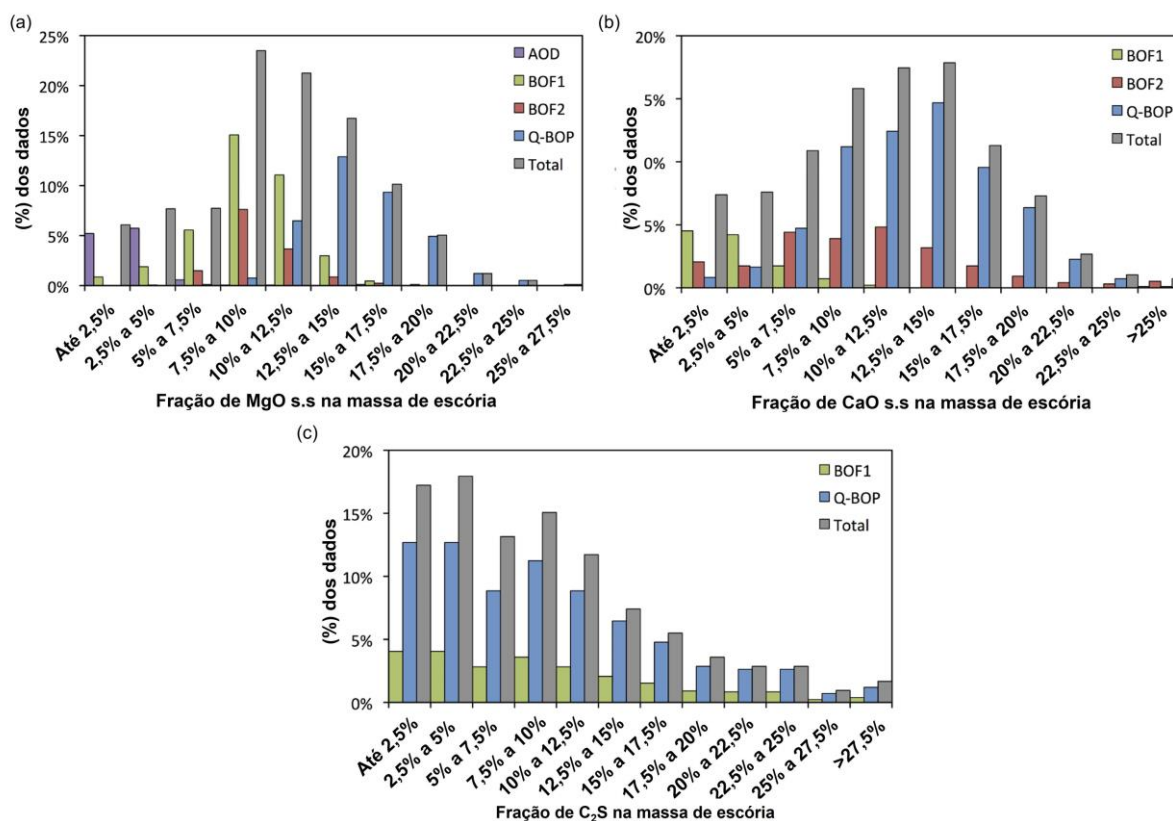 (a)
25%
20%
15%
10%
5%
0%
(%) dos dados
AOD
BOF1
BOF2
Q-BOP
Total
Até 2,5%
2,5% a 5%
5% a 7,5%
7,5% a 10%
10% a 12,5%
12,5% a 15%
15% a 17,5%
17,5% a 20%
20% a 22,5%
22,5% a 25%
25% a 27,5%
Fração de MgO s.s na massa de escória
(b)
20%
5%
0%
5%
0%
(%) dos dados
BOF1
BOF2
Q-BOP
Total
Até 2,5%
2,5% a 5%
5% a 7,5%
7,5% a 10%
10% a 12,5%
12,5% a 15%
15% a 17,5%
17,5% a 20%
20% a 22,5%
22,5% a 25%
>25%
Fração de CaO s.s na massa de escória
(c)
20%
15%
10%
5%
0%
(%) dos dados
BOF1
Q-BOP
Total
Até 2,5%
2,5% a 5%
5% a 7,5%
7,5% a 10%
10% a 12,5%
12,5% a 15%
15% a 17,5%
17,5% a 20%
20% a 22,5%
22,5% a 25%
25% a 27,5%
>27,5%
Fração de C₂S na massa de escória